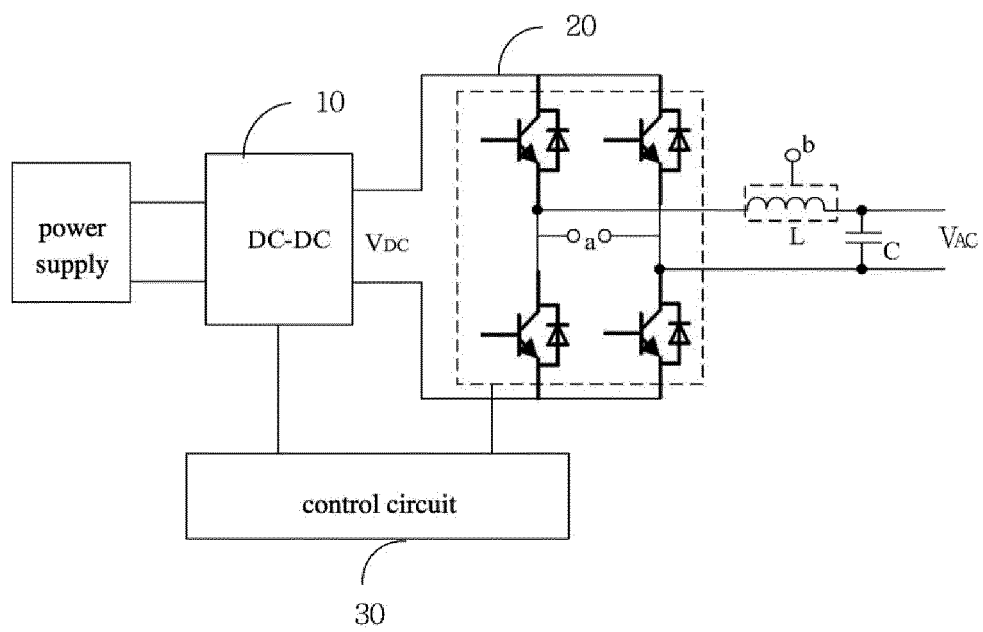 20
10
b
power
supply
DC-DC
VDC
a
L
C
VAC
control circuit
30